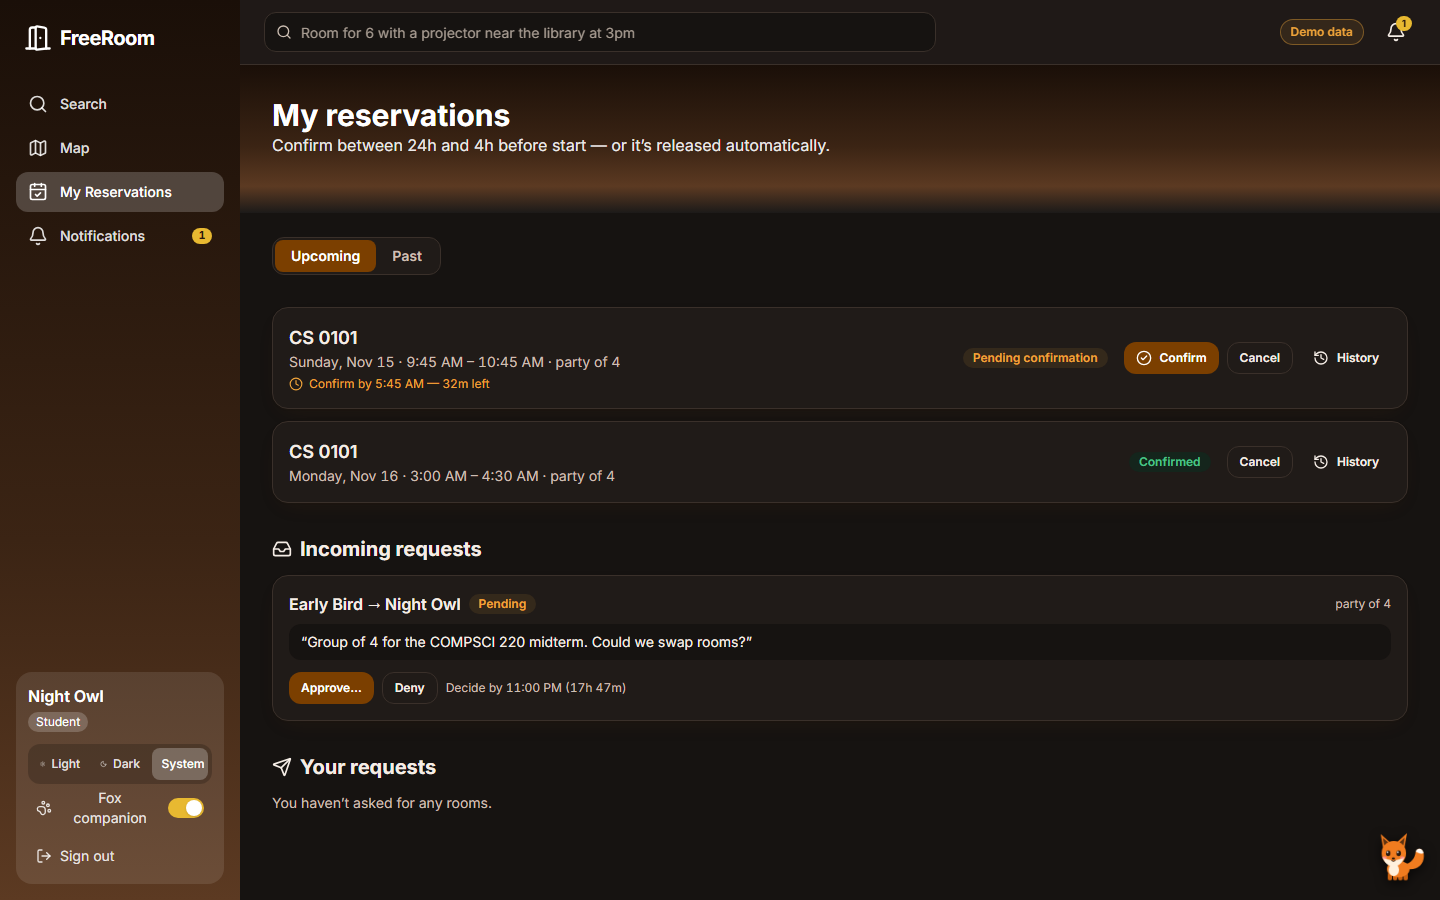 FreeRoom
Search
Map
My Reservations
Notifications 1
Night Owl
Student
Light Dark System
Fox
companion
Sign out
Room for 6 with a projector near the library at 3pm
Demo data
1
My reservations
Confirm between 24h and 4h before start — or it’s released automatically.
Upcoming Past
CS 0101
Sunday, Nov 15 · 9:45 AM – 10:45 AM · party of 4
Confirm by 5:45 AM — 32m left
Pending confirmation Confirm Cancel History
CS 0101
Monday, Nov 16 · 3:00 AM – 4:30 AM · party of 4
Confirmed Cancel History
Incoming requests
Early Bird → Night Owl Pending party of 4
“Group of 4 for the COMPSCI 220 midterm. Could we swap rooms?”
Approve... Deny Decide by 11:00 PM (17h 47m)
Your requests
You haven’t asked for any rooms.